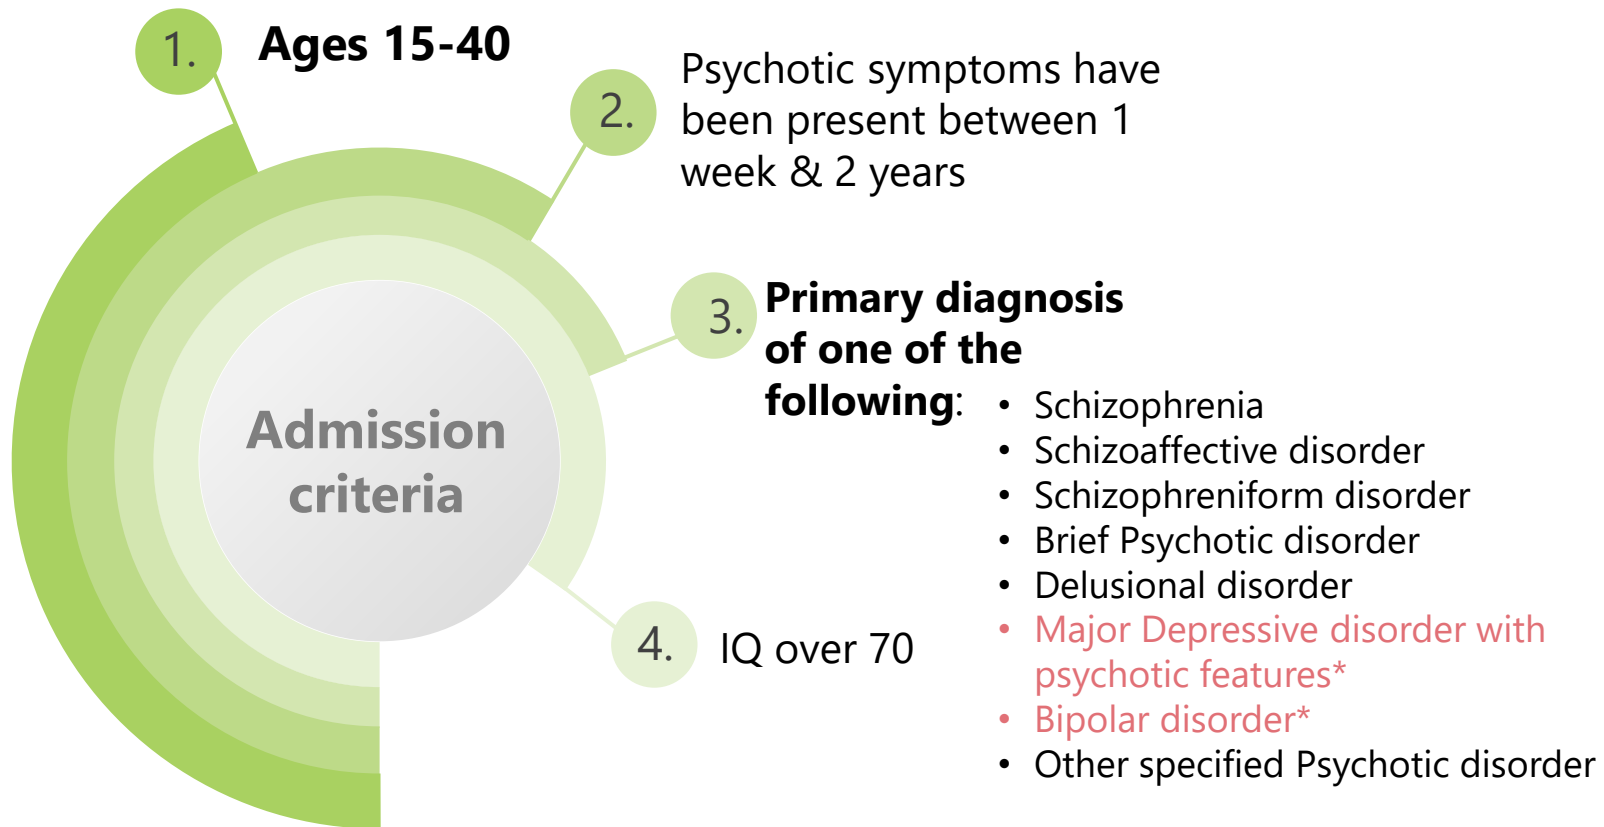 1.
Ages 15-40
2.
Psychotic symptoms have
been present between 1
week & 2 years
3.
Primary diagnosis
of one of the
following:
• Schizophrenia
• Schizoaffective disorder
• Schizophreniform disorder
• Brief Psychotic disorder
• Delusional disorder
• Major Depressive disorder with
psychotic features*
• Bipolar disorder*
• Other specified Psychotic disorder
4.
IQ over 70
Admission
criteria